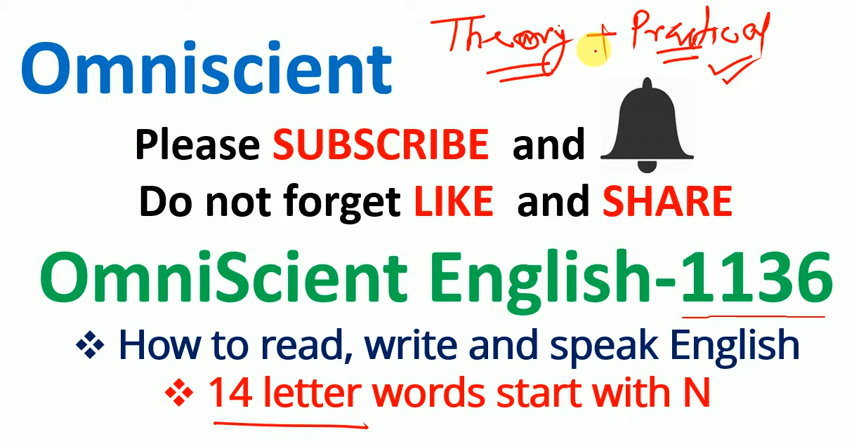 Theory + Practical
Omniscient
Please SUBSCRIBE and
Do not forget LIKE and SHARE
OmniScient English-1136
❖ How to read, write and speak English
❖ 14 letter words start with N